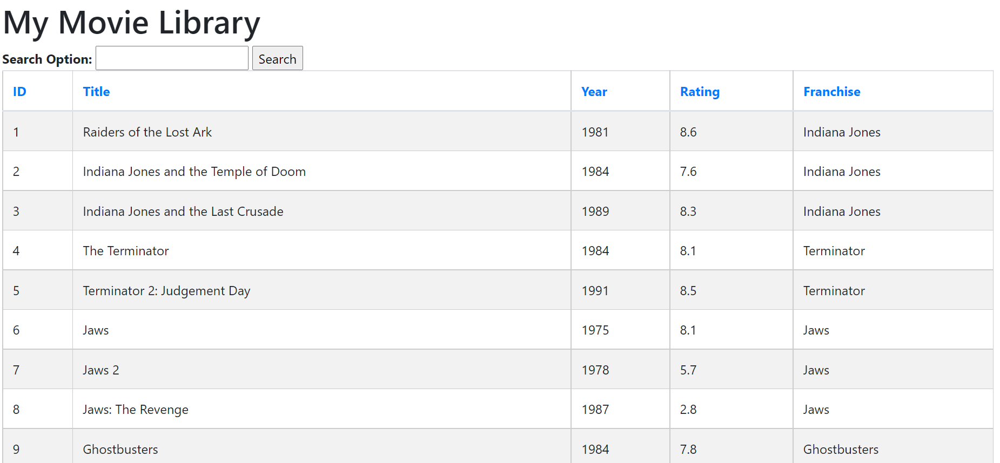 My Movie Library
Search Option: Search
ID Title Year Rating Franchise
1 Raiders of the Lost Ark 1981 8.6 Indiana Jones
2 Indiana Jones and the Temple of Doom 1984 7.6 Indiana Jones
3 Indiana Jones and the Last Crusade 1989 8.3 Indiana Jones
4 The Terminator 1984 8.1 Terminator
5 Terminator 2: Judgement Day 1991 8.5 Terminator
6 Jaws 1975 8.1 Jaws
7 Jaws 2 1978 5.7 Jaws
8 Jaws: The Revenge 1987 2.8 Jaws
9 Ghostbusters 1984 7.8 Ghostbusters